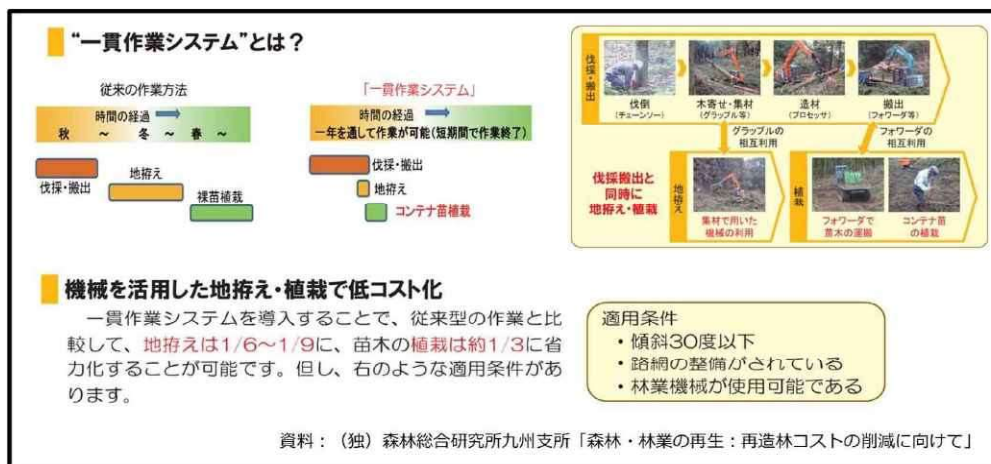 “一貫作業システム”とは？
従来の作業方法
時間の経過
秋 ～ 冬 ～ 春 ～
伐採・搬出
地拵え
裸苗植栽
「一貫作業システム」
時間の経過
一年を通して作業が可能(短期間で作業終了)
伐採・搬出
地拵え
コンテナ苗植栽
伐採・搬出
伐倒
(チェーンソー)
木寄せ・集材
(グラップル等)
造材
(プロセッサ)
搬出
(フォワーダ等)
グラップルの
相互利用
フォワーダの
相互利用
伐採搬出と
同時に
地拵え・植栽
地拵え
集材で用いた
機械の利用
植栽
フォワーダで
苗木の運搬
コンテナ苗
の植栽
機械を活用した地拵え・植栽で低コスト化
一貫作業システムを導入することで、従来型の作業と比
較して、地拵えは1/6～1/9に、苗木の植栽は約1/3に省
力化することが可能です。但し、右のような適用条件があ
ります。
適用条件
・傾斜30度以下
・路網の整備がされている
・林業機械が使用可能である
資料：（独）森林総合研究所九州支所「森林・林業の再生：再造林コストの削減に向けて」